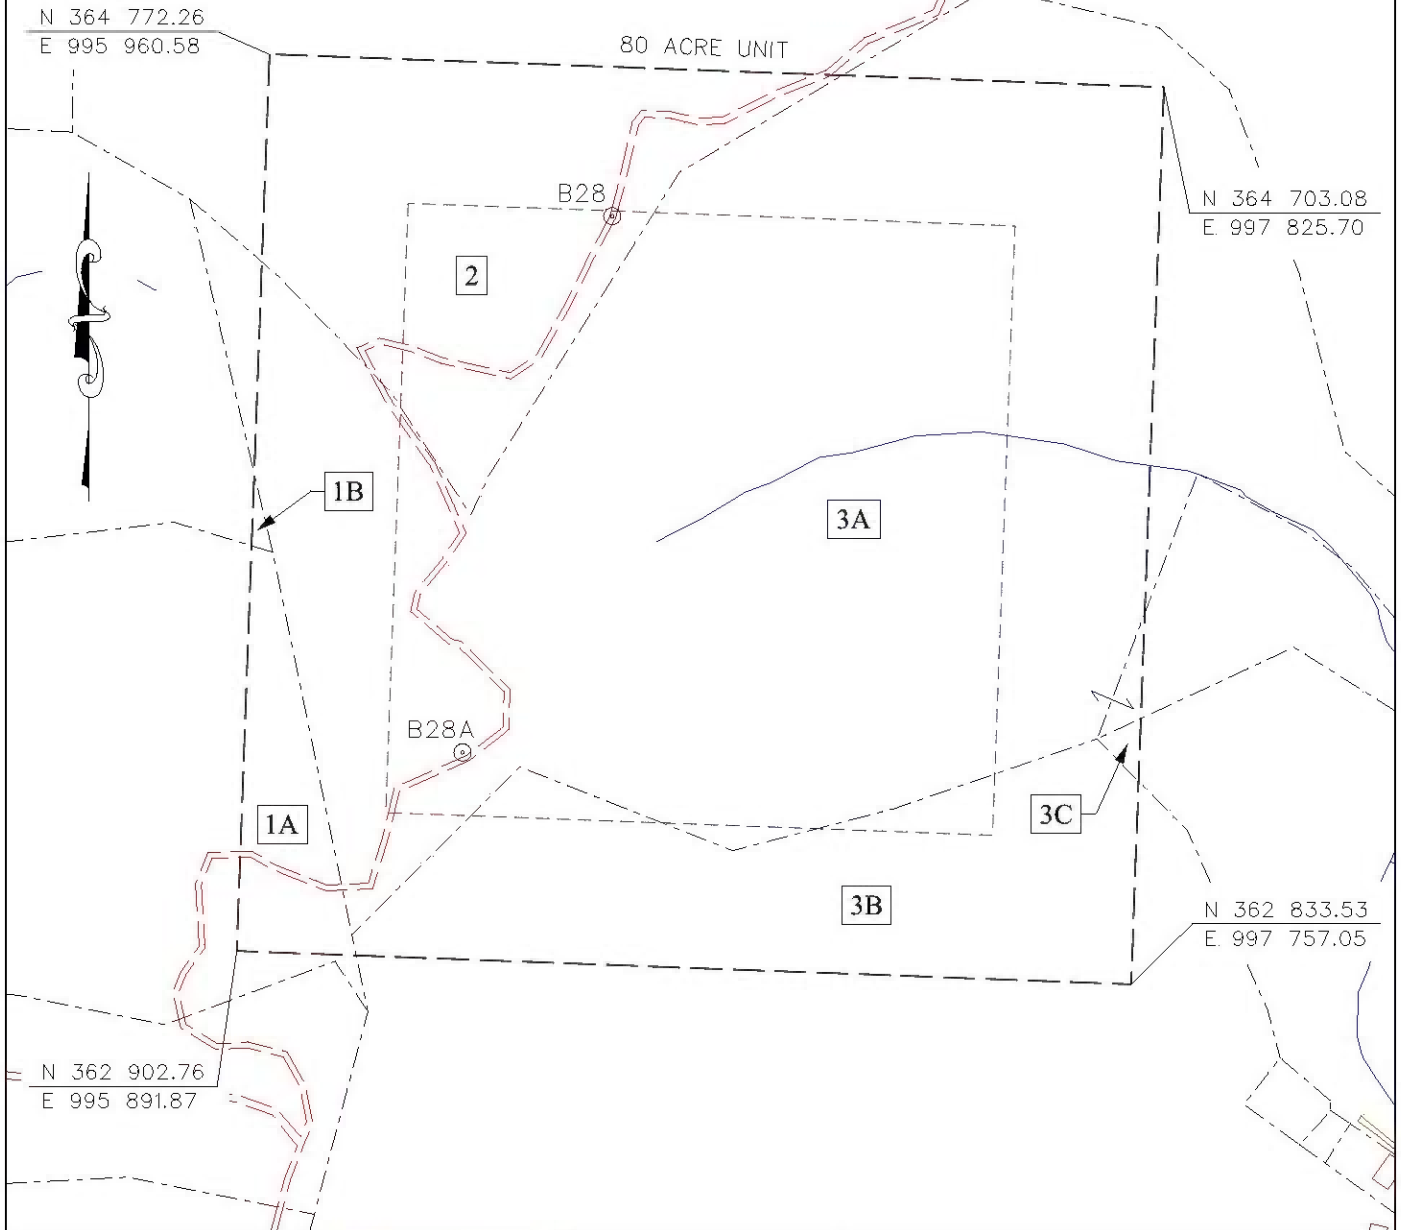 N 364 772.26
E 995 960.58
80 ACRE UNIT
B28
N 364 703.08
E 997 825.70
2
1B
3A
B28A
1A
3C
3B
N 362 833.53
E 997 757.05
N 362 902.76
E 995 891.87